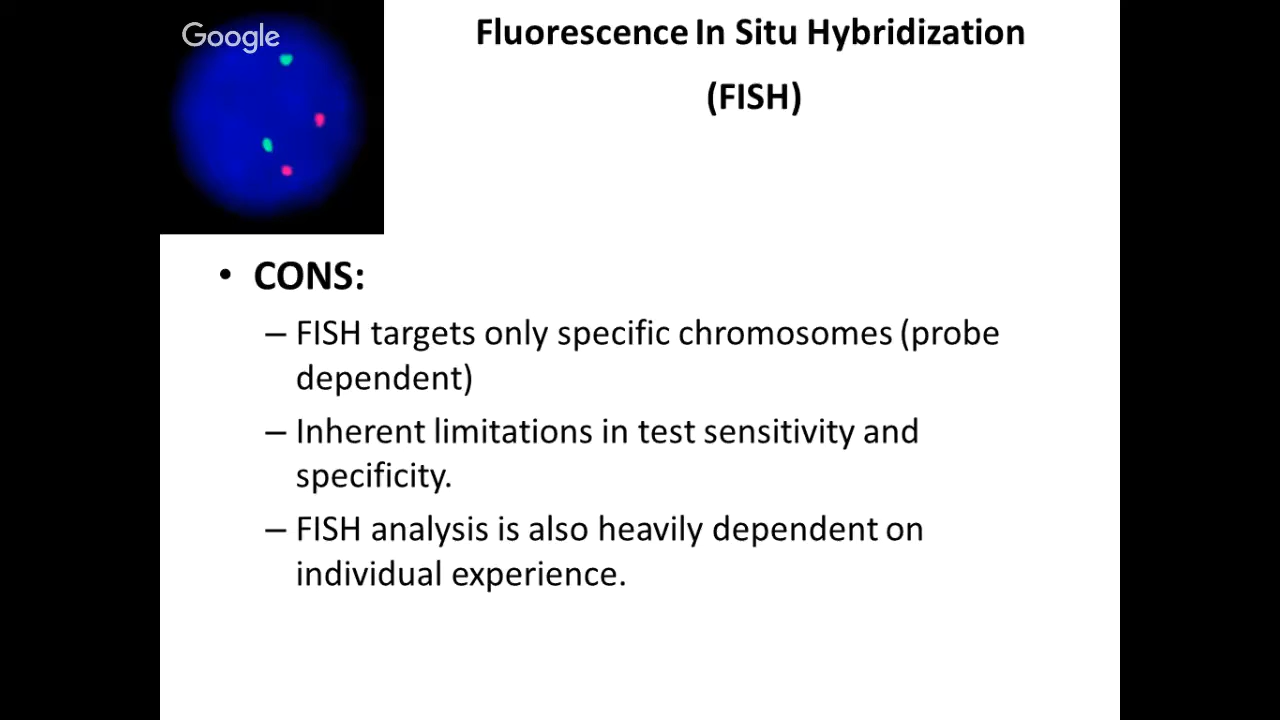 Google
Fluorescence In Situ Hybridization
(FISH)
• CONS:
– FISH targets only specific chromosomes (probe
dependent)
– Inherent limitations in test sensitivity and
specificity.
– FISH analysis is also heavily dependent on
individual experience.